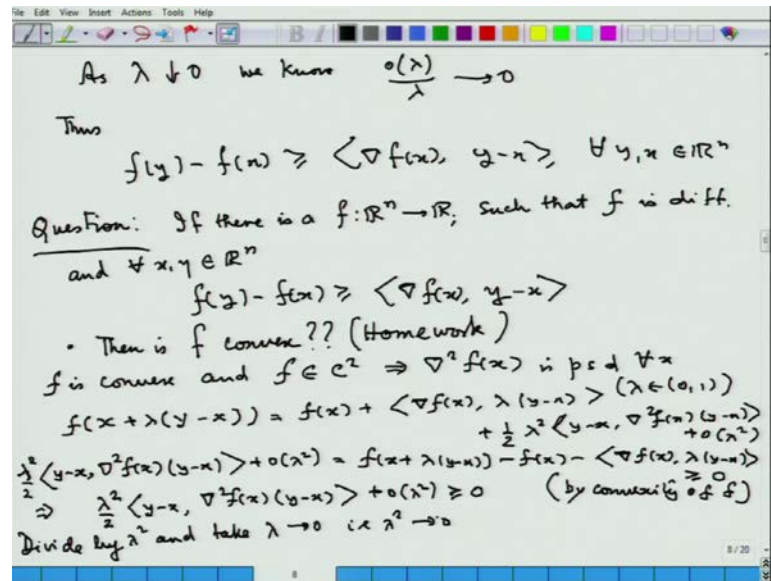 File Edit View Insert Actions Tools Help
As λ ↓ 0 we know o(λ)/λ → 0
Thus
f(y) - f(x) ≥ <∇f(x), y-x>, ∀ y, x ∈ ℝⁿ
Question: If there is a f: ℝⁿ → ℝ, such that f is diff.
and ∀ x, y ∈ ℝⁿ
f(y) - f(x) ≥ <∇f(x), y-x>
• Then is f convex?? (Homework)
f is convex and f ∈ C² ⇒ ∇²f(x) is psd ∀x
f(x + λ(y-x)) = f(x) + <∇f(x), λ(y-x)> (λ ∈ (0,1))
+ 1/2 λ² <y-x, ∇²f(x)(y-x)>
+ o(λ²)
λ²/2 <y-x, ∇²f(x)(y-x)> + o(λ²) = f(x + λ(y-x)) - f(x) - <∇f(x), λ(y-x)>
≥ 0
⇒ λ²/2 <y-x, ∇²f(x)(y-x)> + o(λ²) ≥ 0 (by convexity of f)
Divide by λ² and take λ → 0 i.e λ² → 0
8/20
8